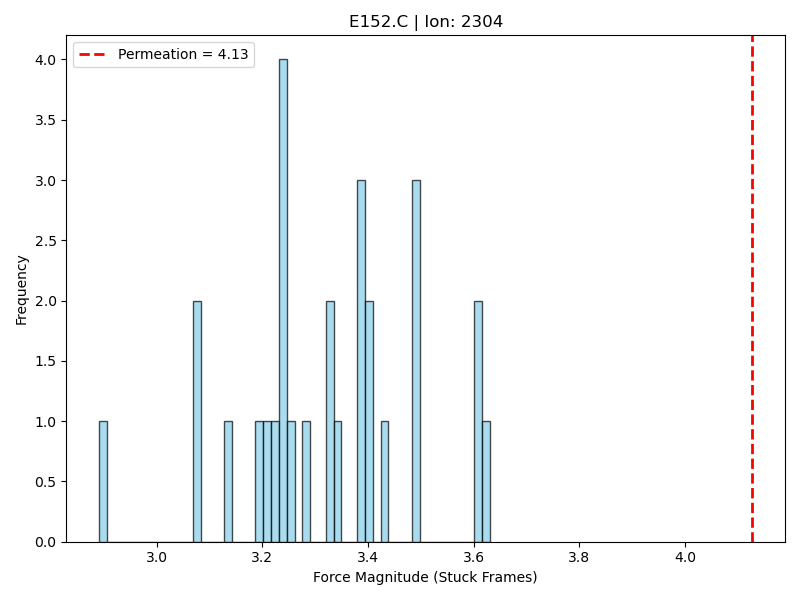 E152.C | Ion: 2304
Permeation = 4.13
Frequency
4.0
3.5
3.0
2.5
2.0
1.5
1.0
0.5
0.0
3.0 3.2 3.4 3.6 3.8 4.0
Force Magnitude (Stuck Frames)